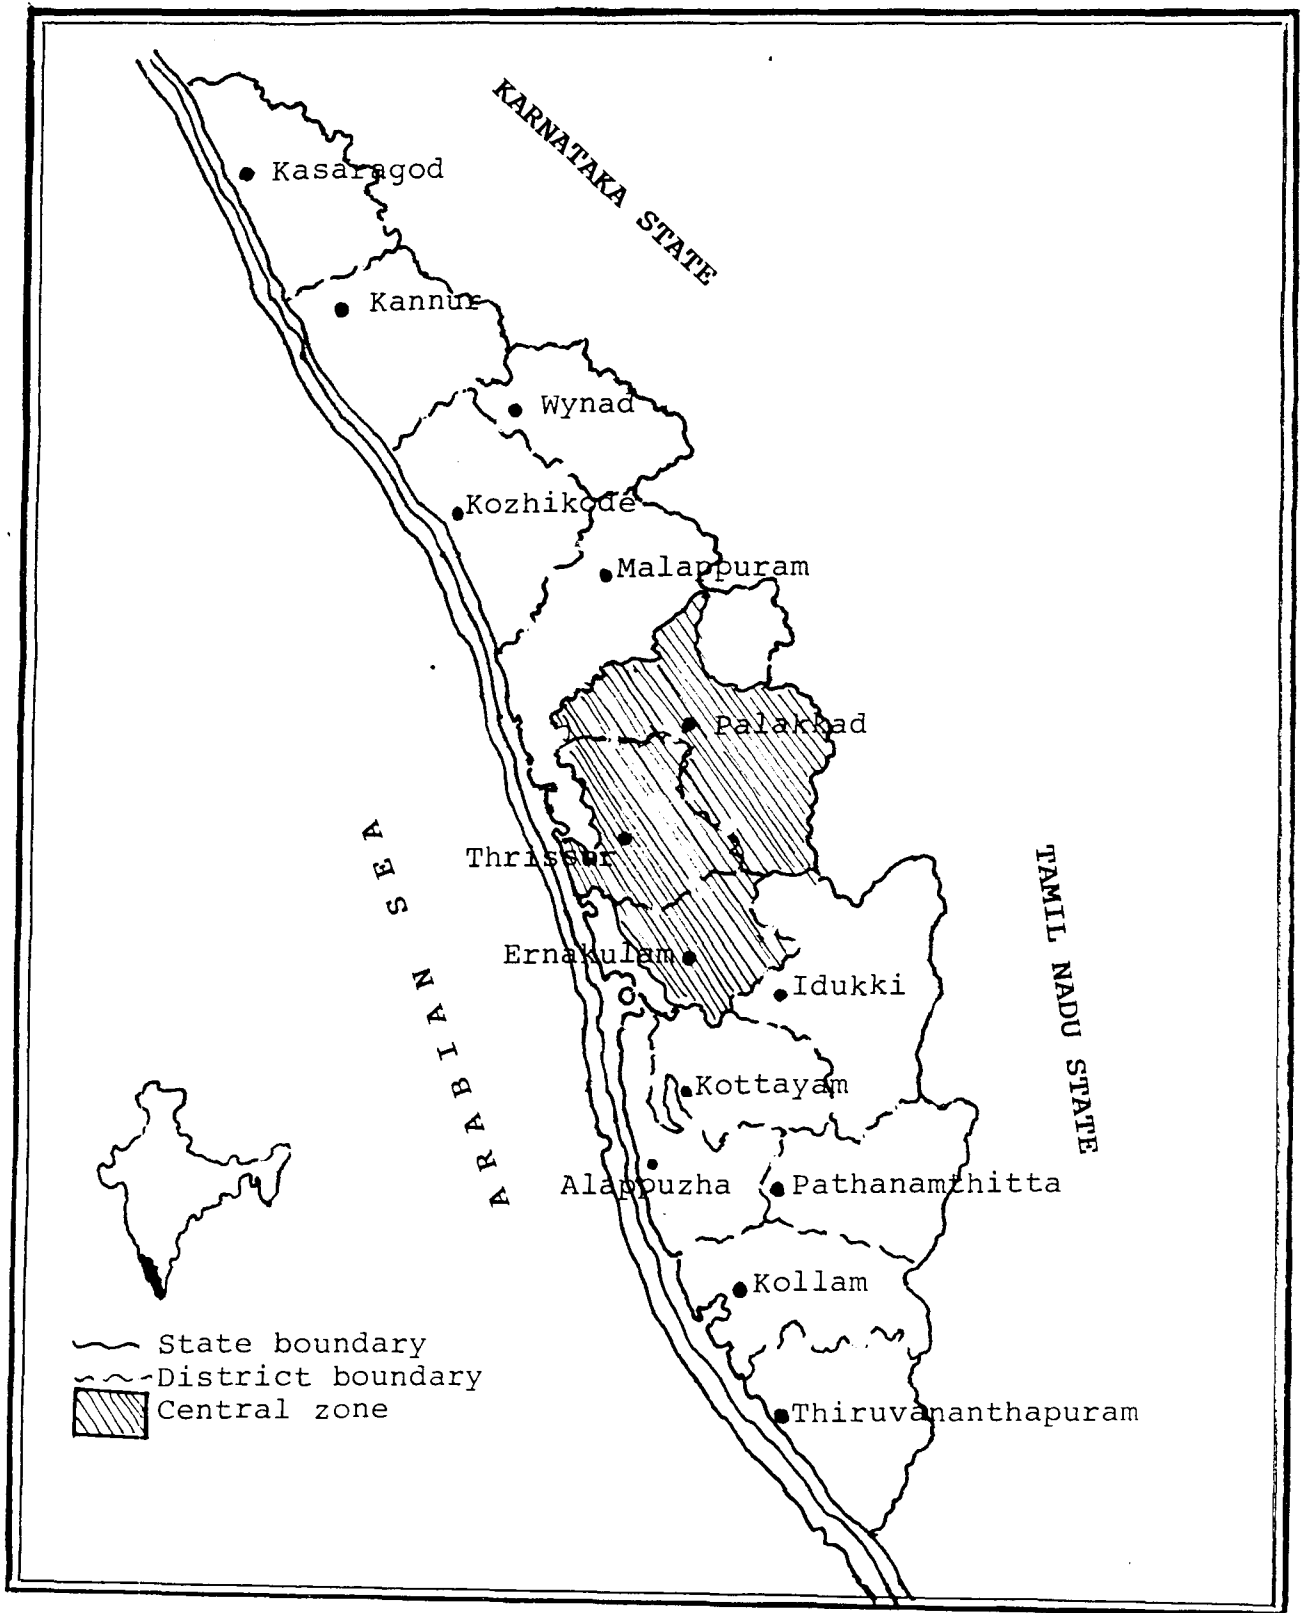 KARNATAKA STATE
Kasaragod
Kannur
Wynad
Kozhikode
Malappuram
Palakkad
Thrissur
Ernakulam
Idukki
Kottayam
Alappuzha
Pathanamthitta
Kollam
Thiruvananthapuram
ARABIAN SEA
TAMIL NADU STATE
State boundary
District boundary
Central zone